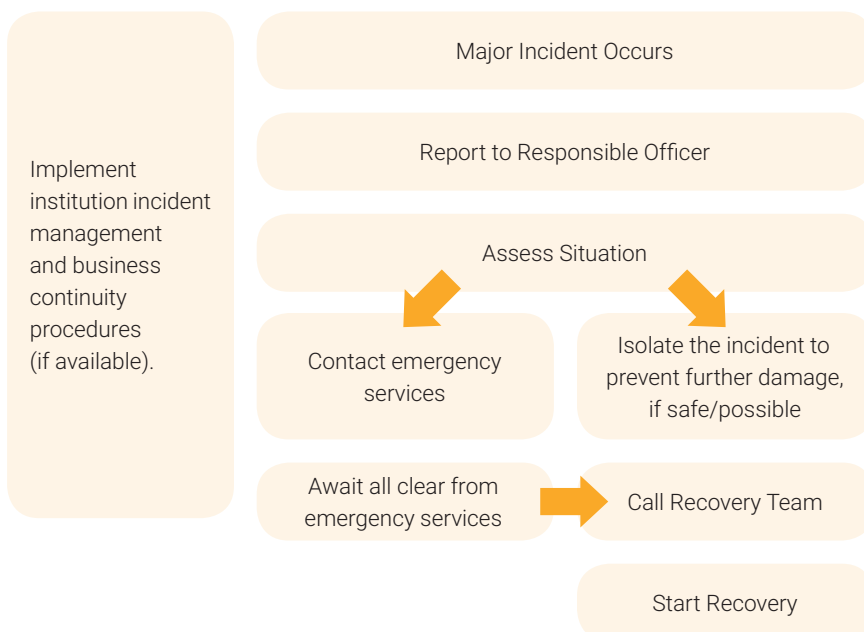 Implement
institution incident
management
and business
continuity
procedures
(if available).
Major Incident Occurs
Report to Responsible Officer
Assess Situation
Contact emergency
services
Isolate the incident to
prevent further damage,
if safe/possible
Await all clear from
emergency services
Call Recovery Team
Start Recovery